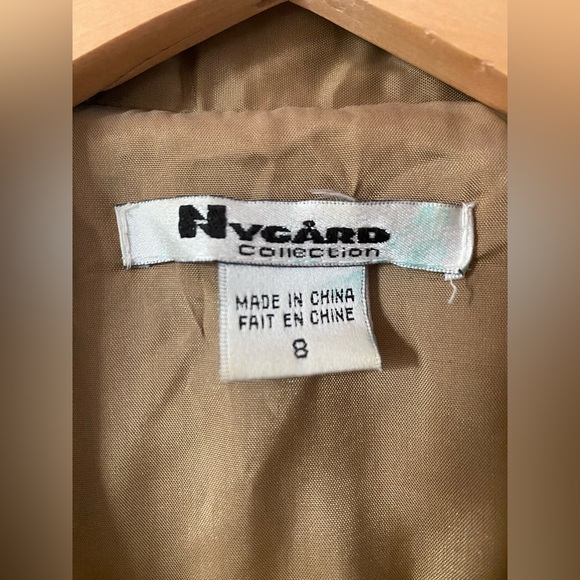 NYGÅRD
Collection
MADE IN CHINA
FAIT EN CHINE
8